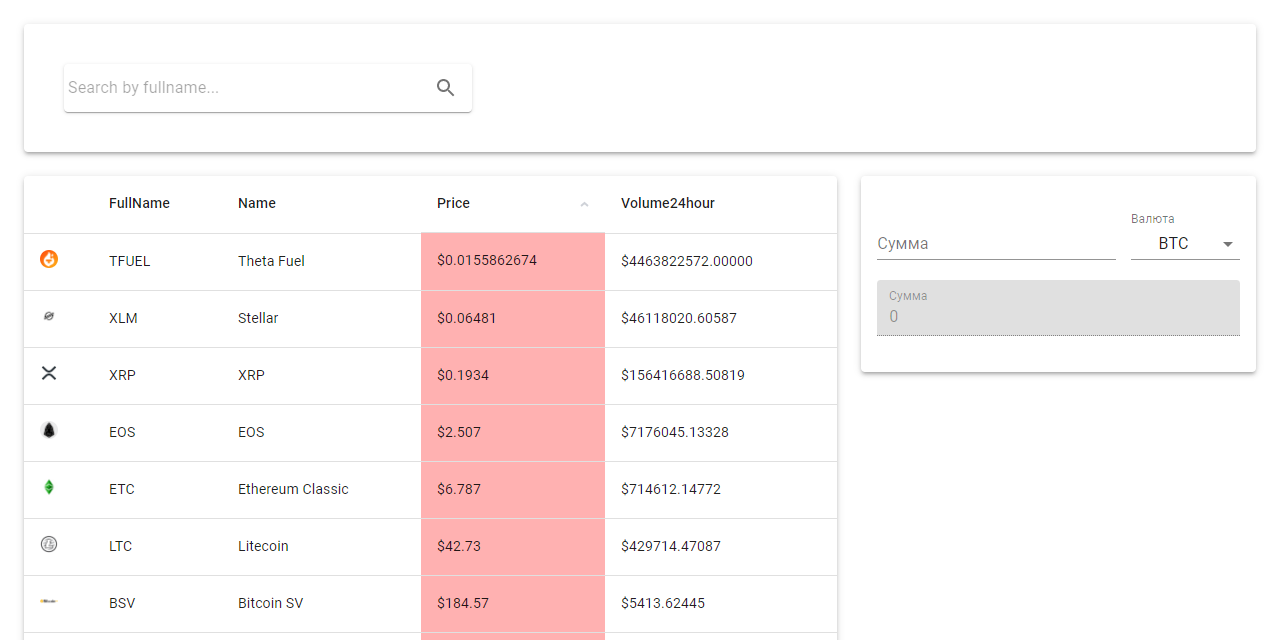 Search by fullname...
FullName Name Price Volume24hour
TFUEL Theta Fuel $0.0155862674 $4463822572.00000
XLM Stellar $0.06481 $46118020.60587
XRP XRP $0.1934 $156416688.50819
EOS EOS $2.507 $7176045.13328
ETC Ethereum Classic $6.787 $714612.14772
LTC Litecoin $42.73 $429714.47087
BSV Bitcoin SV $184.57 $5413.62445
Валюта
Сумма BTC
Сумма
0